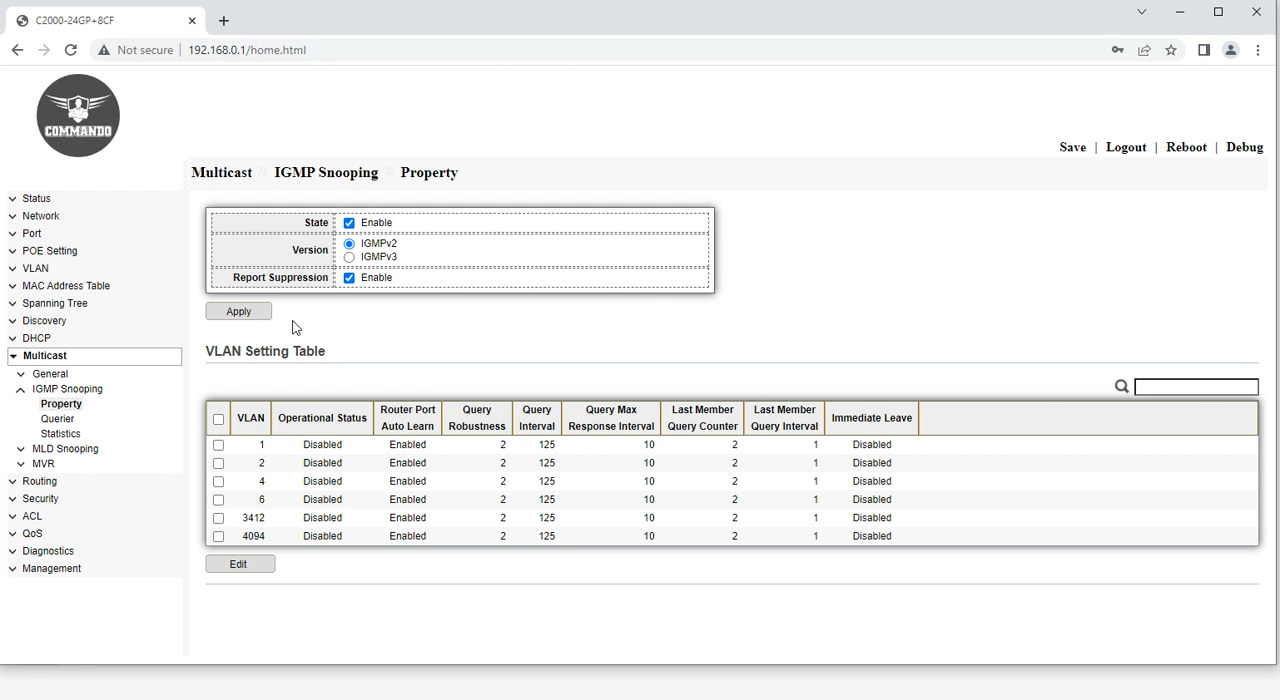 C2000-24GP+8CF
Not secure | 192.168.0.1/home.html
COMMANDO
Save | Logout | Reboot | Debug
Multicast IGMP Snooping Property
Status
Network
Port
POE Setting
VLAN
MAC Address Table
Spanning Tree
Discovery
DHCP
Multicast
General
IGMP Snooping
Property
Querier
Statistics
MLD Snooping
MVR
Routing
Security
ACL
QoS
Diagnostics
Management
State Enable
Version IGMPv2
IGMPv3
Report Suppression Enable
Apply
VLAN Setting Table
VLAN Operational Status Router Port Auto Learn Query Robustness Query Interval Query Max Response Interval Last Member Query Counter Last Member Query Interval Immediate Leave
1 Disabled Enabled 2 125 10 2 1 Disabled
2 Disabled Enabled 2 125 10 2 1 Disabled
4 Disabled Enabled 2 125 10 2 1 Disabled
6 Disabled Enabled 2 125 10 2 1 Disabled
3412 Disabled Enabled 2 125 10 2 1 Disabled
4094 Disabled Enabled 2 125 10 2 1 Disabled
Edit